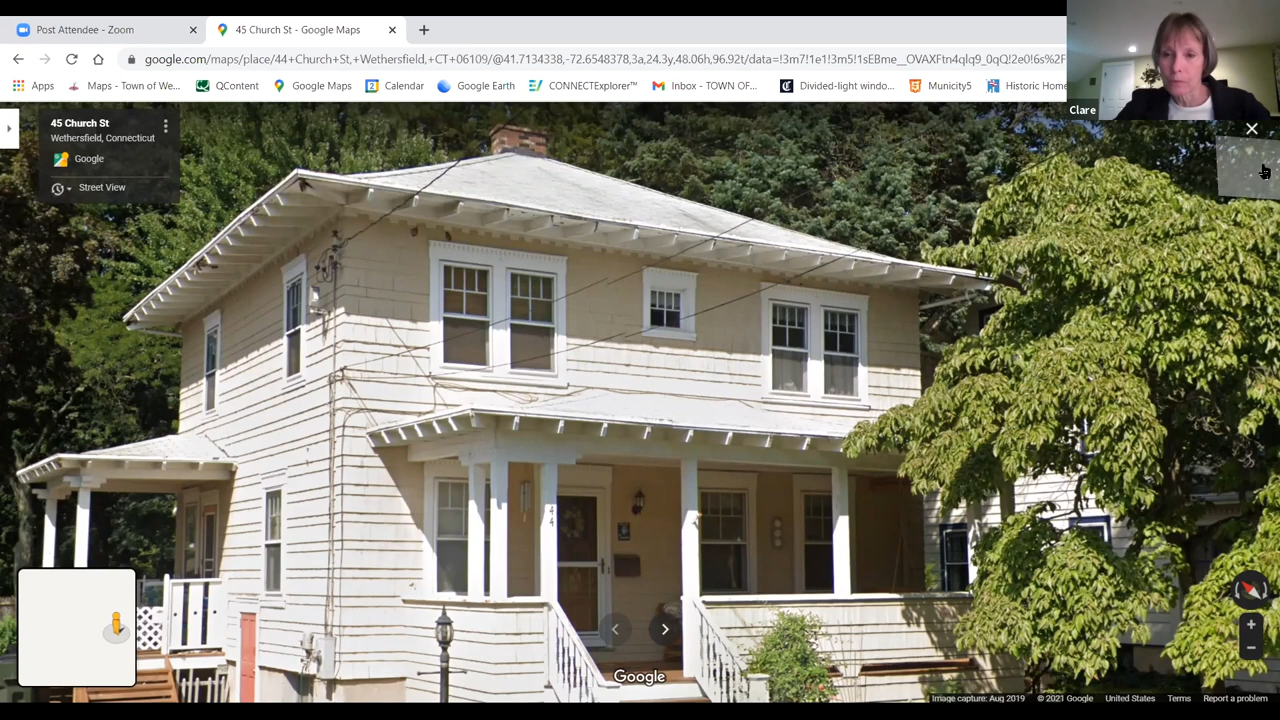 Post Attendee - Zoom
45 Church St - Google Maps
google.com/maps/place/44+Church+St,+Wethersfield,+CT+06109/@41.7134338,-72.6548378,3a,24.3y,48.06h,96.92t/data=!3m7!1e1!3m5!1sEBme__OVAXFtn4qlq9_0qQ!2e0!6s%2F
Apps
Maps - Town of We...
QContent
Google Maps
2
Calendar
Google Earth
CONNECTExplorer™
Inbox - TOWN OF...
Divided-light windo...
Municity5
Historic Home
Clare
45 Church St
Wethersfield, Connecticut
Google
Street View
44
Google
Image capture: Aug 2019
© 2021 Google
United States
Terms
Report a problem